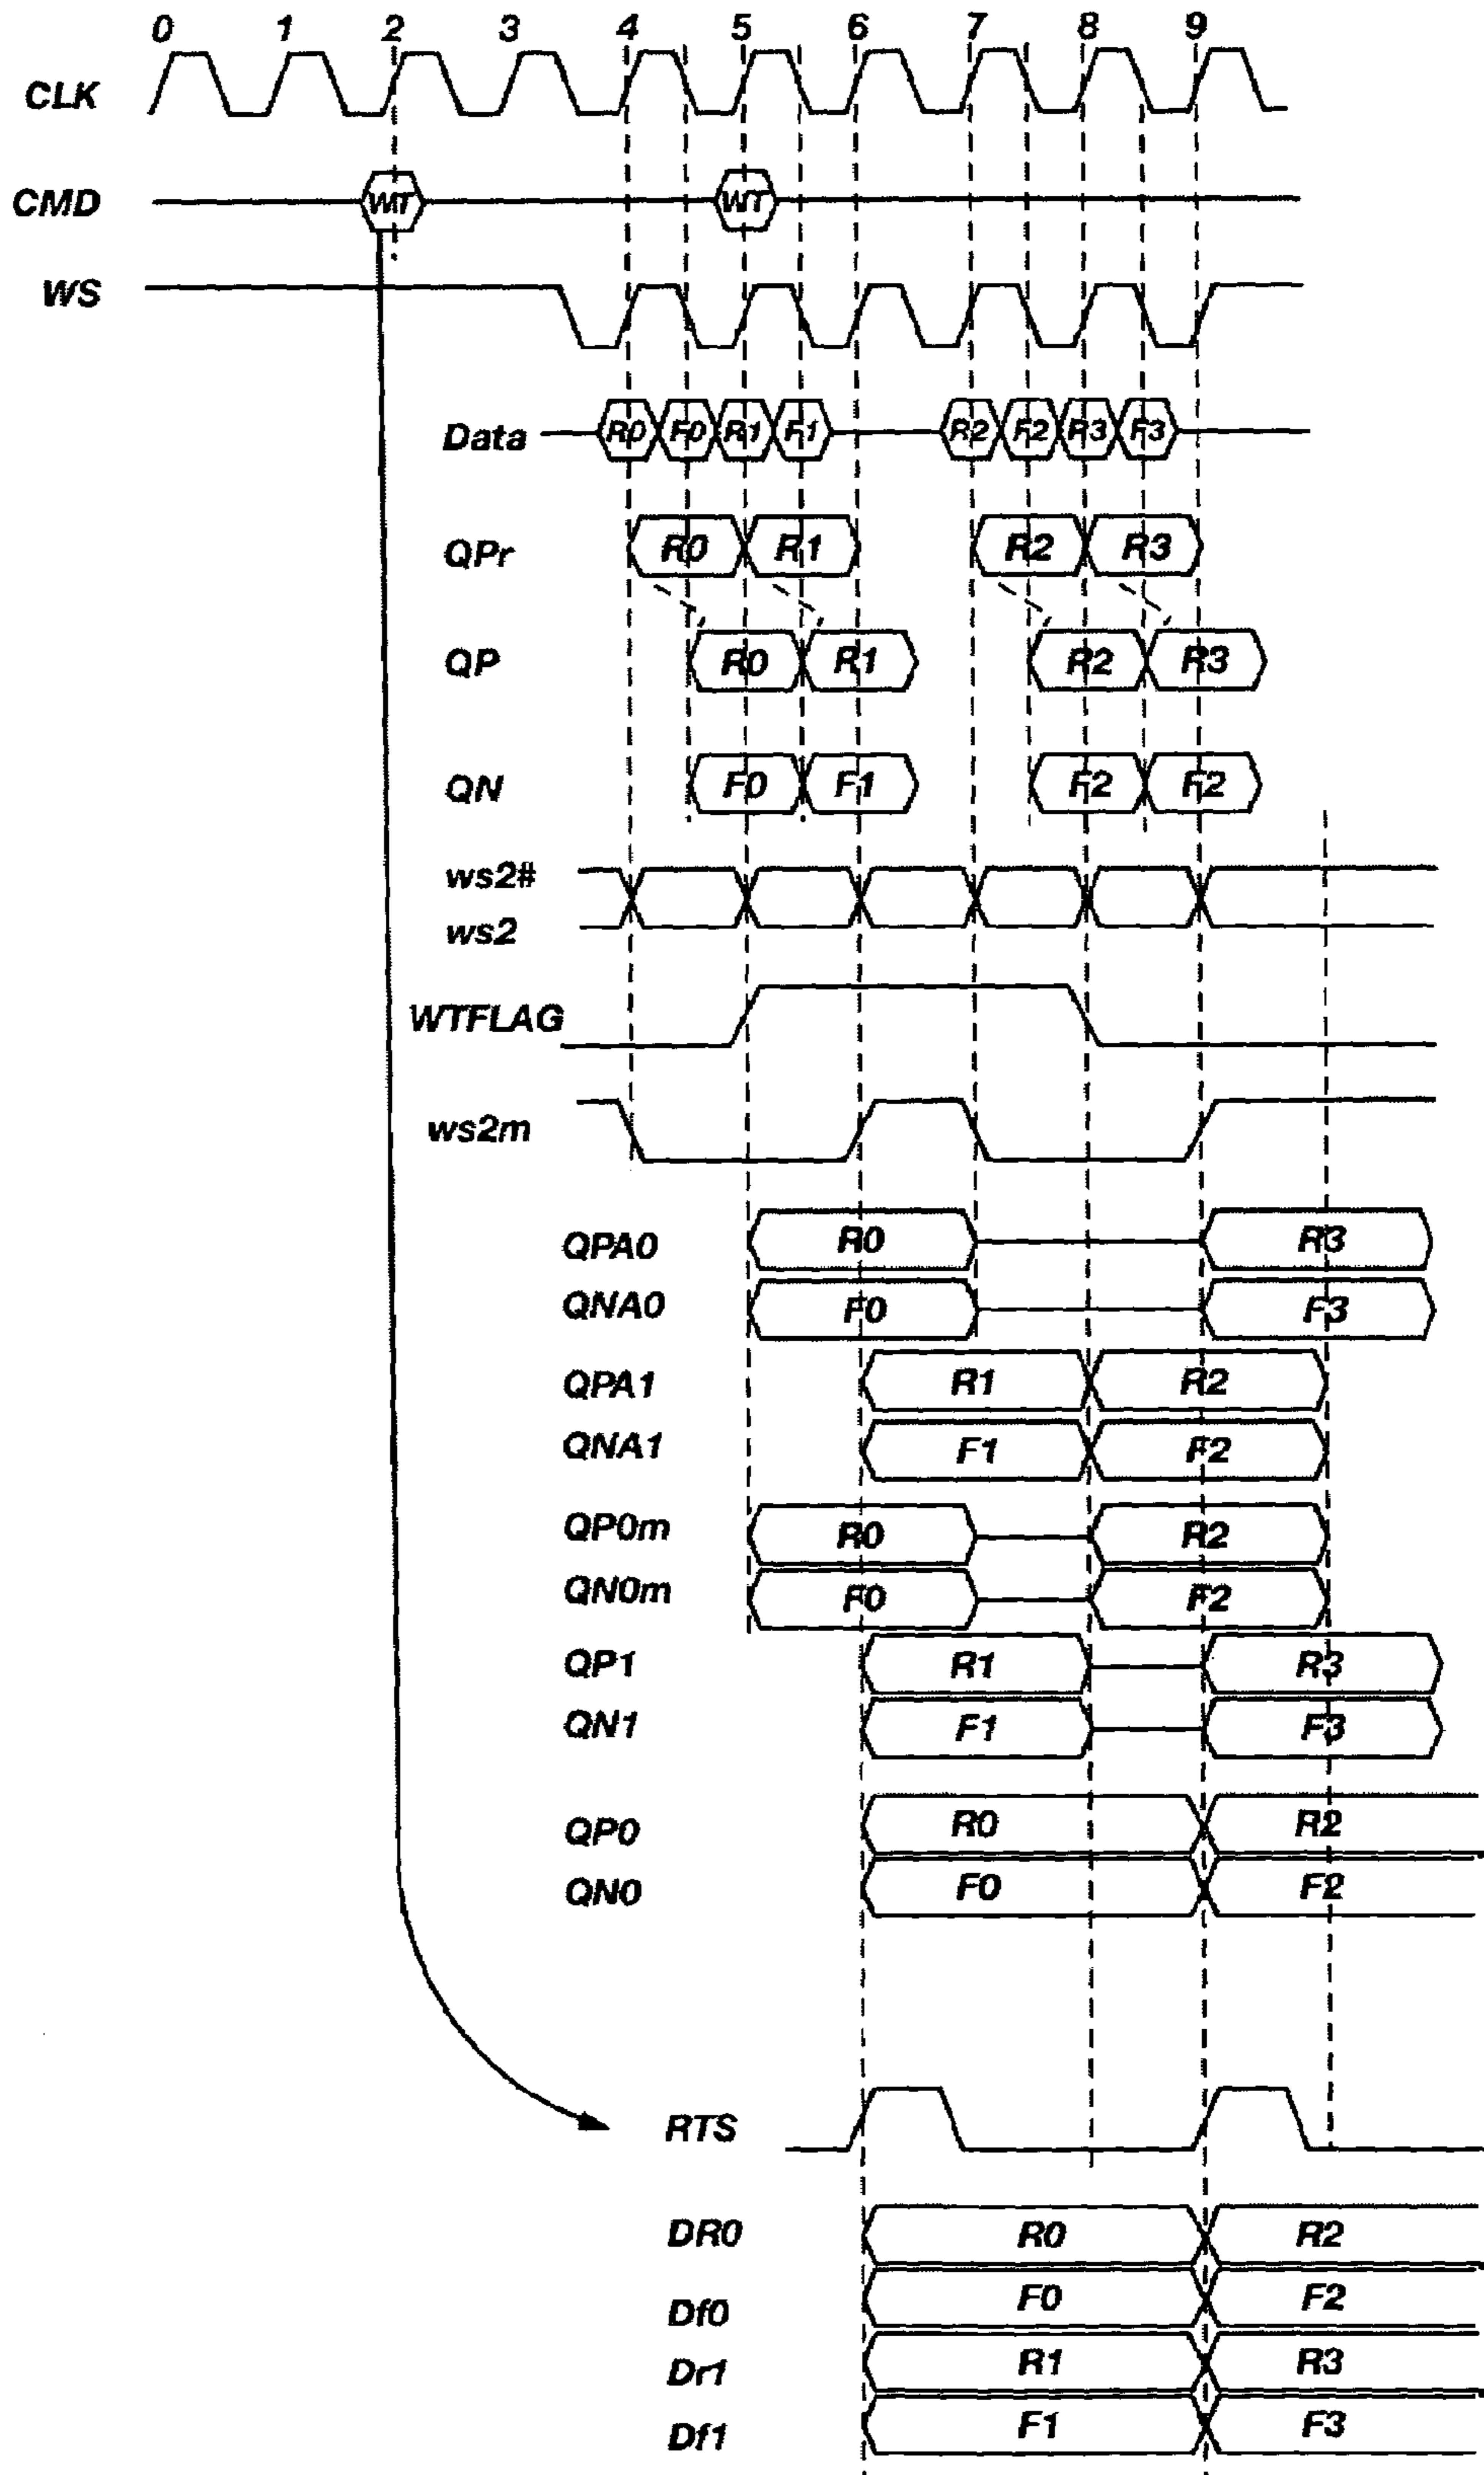 0 1 2 3 4 5 6 7 8 9
CLK
CMD WT WT
WS
Data R0 F0 R1 F1 R2 F2 R3 F3
QPr R0 R1 R2 R3
QP R0 R1 R2 R3
QN F0 F1 F2 F2
ws2#
ws2
WTFLAG
ws2m
QPA0 R0 R3
QNA0 F0 F3
QPA1 R1 R2
QNA1 F1 F2
QP0m R0 R2
QN0m F0 F2
QP1 R1 R3
QN1 F1 F3
QP0 R0 R2
QN0 F0 F2
RTS
DR0 R0 R2
Df0 F0 F2
Dr1 R1 R3
Df1 F1 F3